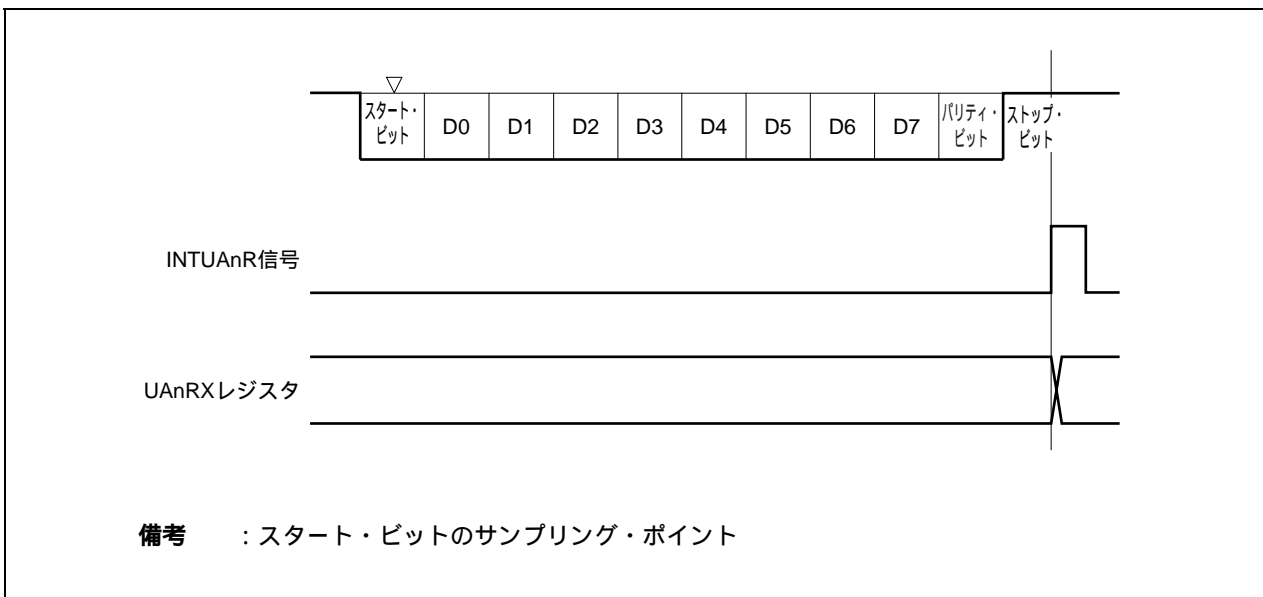 スタート・
ビット
D0
D1
D2
D3
D4
D5
D6
D7
パリティ・
ビット
ストップ・
ビット
INTUAnR信号
UAnRXレジスタ
備考 ：スタート・ビットのサンプリング・ポイント